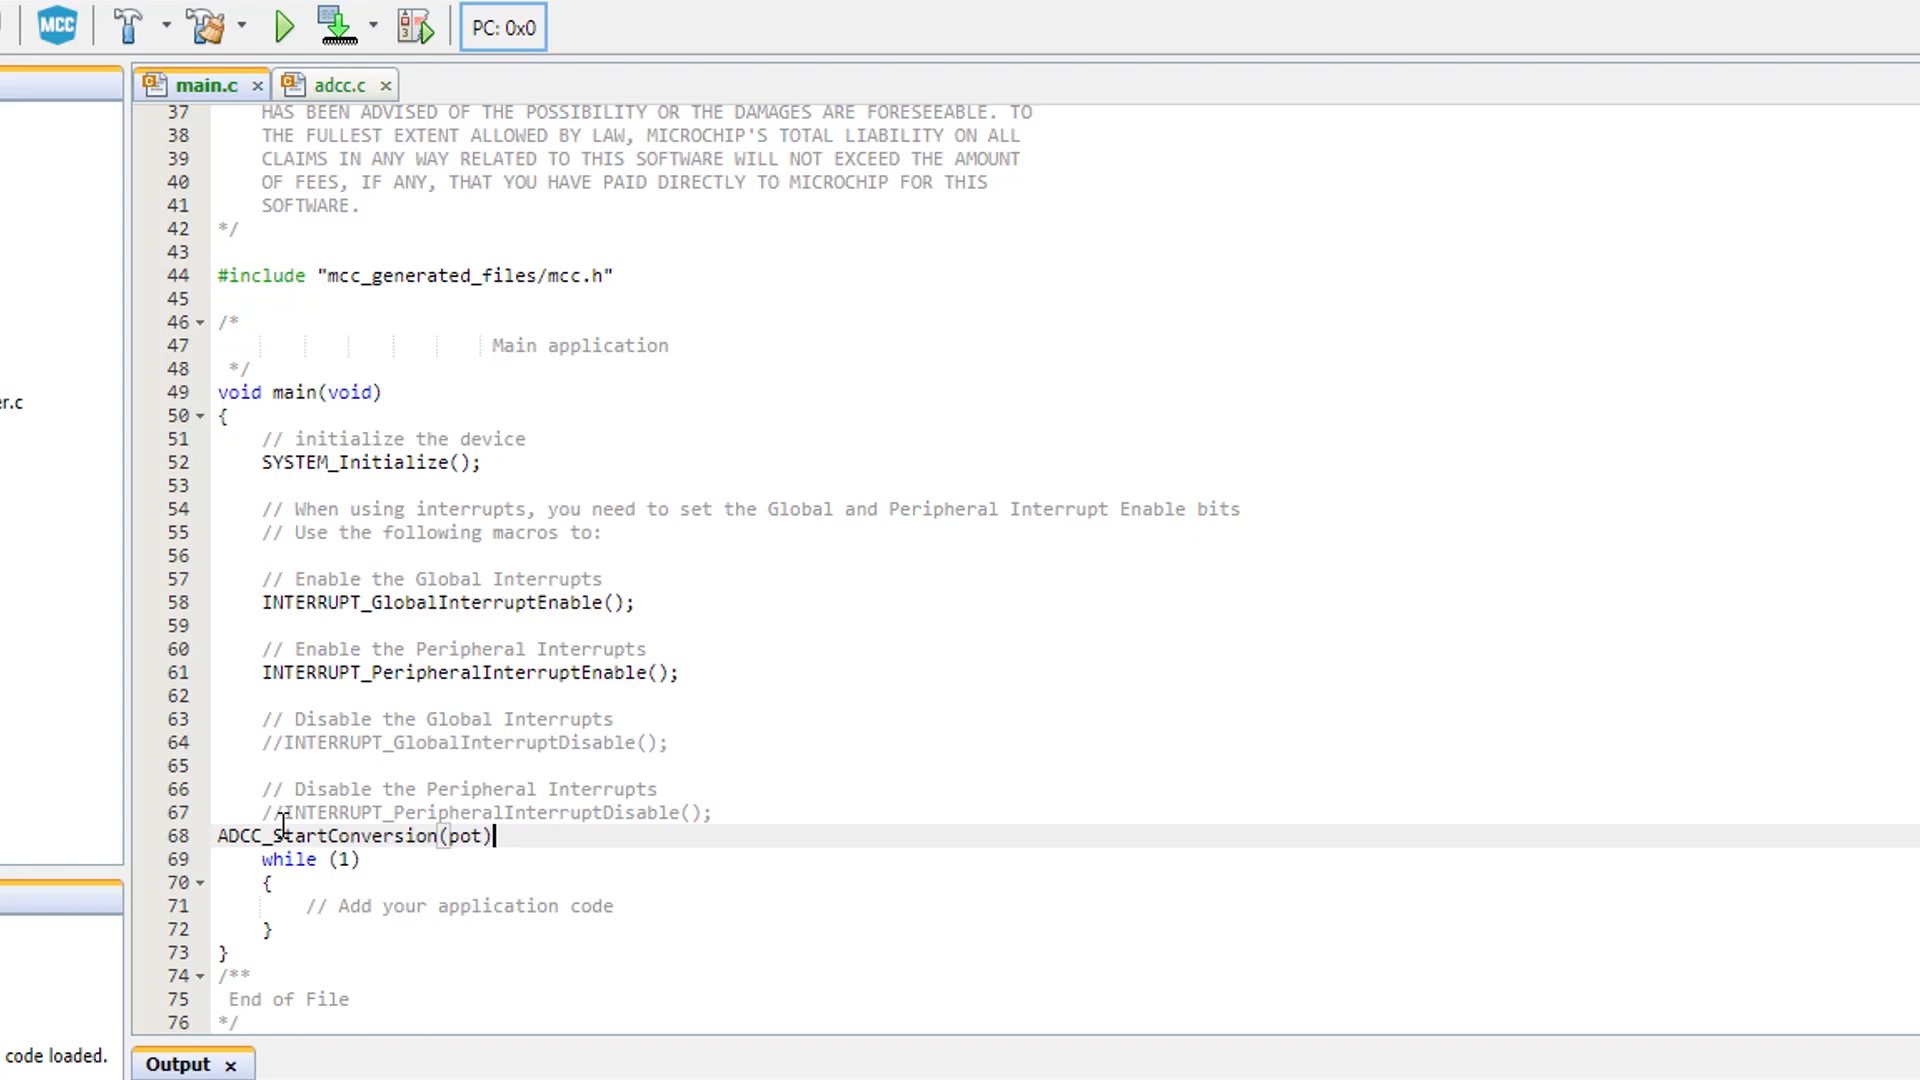 MCC
PC: 0x0
main.c x
adcc.c x
37 HAS BEEN ADVISED OF THE POSSIBILITY OR THE DAMAGES ARE FORESEEABLE. TO
38 THE FULLEST EXTENT ALLOWED BY LAW, MICROCHIP'S TOTAL LIABILITY ON ALL
39 CLAIMS IN ANY WAY RELATED TO THIS SOFTWARE WILL NOT EXCEED THE AMOUNT
40 OF FEES, IF ANY, THAT YOU HAVE PAID DIRECTLY TO MICROCHIP FOR THIS
41 SOFTWARE.
42 */
43
44 #include "mcc_generated_files/mcc.h"
45
46 /*
47 Main application
48 */
49 void main(void)
50 {
51 // initialize the device
52 SYSTEM_Initialize();
53
54 // When using interrupts, you need to set the Global and Peripheral Interrupt Enable bits
55 // Use the following macros to:
56
57 // Enable the Global Interrupts
58 INTERRUPT_GlobalInterruptEnable();
59
60 // Enable the Peripheral Interrupts
61 INTERRUPT_PeripheralInterruptEnable();
62
63 // Disable the Global Interrupts
64 //INTERRUPT_GlobalInterruptDisable();
65
66 // Disable the Peripheral Interrupts
67 //INTERRUPT_PeripheralInterruptDisable();
68 ADCC_StartConversion(pot)
69 while (1)
70 {
71 // Add your application code
72 }
73 }
74 /**
75 End of File
76 */
er.c
code loaded.
Output x